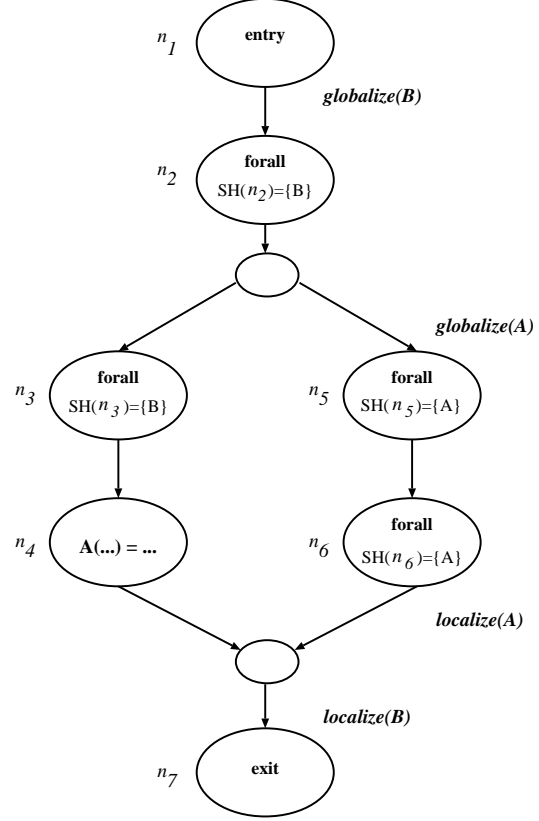 n1
entry
globalize(B)
n2
forall
SH(n2)={B}
globalize(A)
n3
forall
SH(n3)={B}
n5
forall
SH(n5)={A}
n4
A(...) = ...
n6
forall
SH(n6)={A}
localize(A)
localize(B)
n7
exit